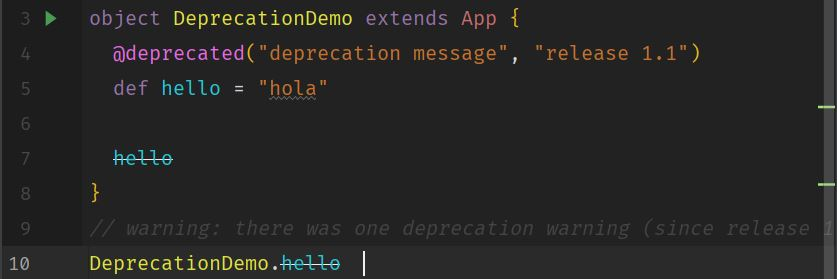 3 object DeprecationDemo extends App {
4 @deprecated("deprecation message", "release 1.1")
5 def hello = "hola"
6
7 hello
8 }
9 // warning: there was one deprecation warning (since release 1
10 DeprecationDemo.hello